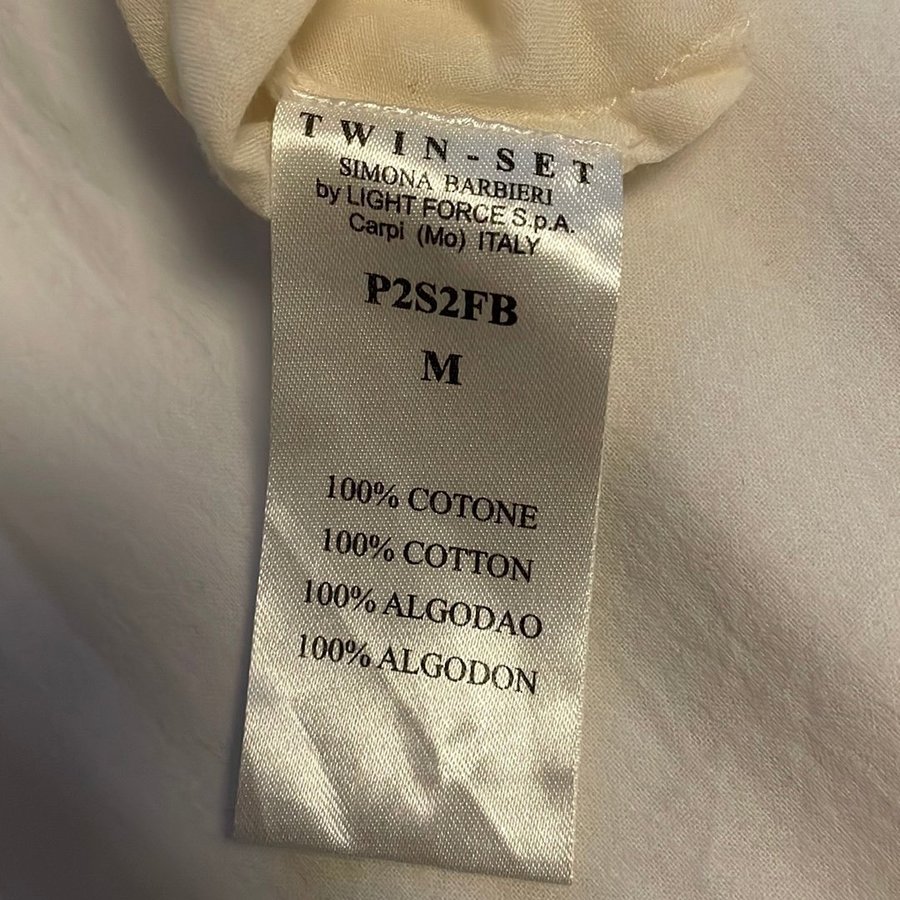 TWIN-SET
SIMONA BARBIERI
by LIGHT FORCE S.p.A.
Carpi (Mo) ITALY
P2S2FB
M
100% COTONE
100% COTTON
100% ALGODAO
100% ALGODON